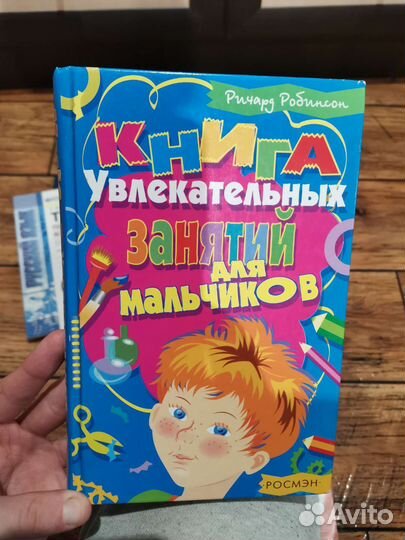 Ричард Робинсон
КНИГА
УВЛЕКАТЕЛЬНЫХ
ЗАНЯТИЙ
ДЛЯ
МАЛЬЧИКОВ
РОСМЭН
Avito